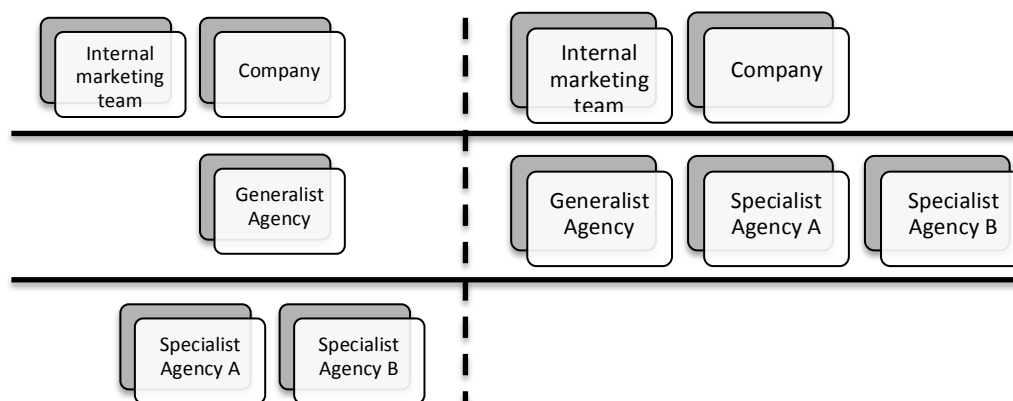 Internal
marketing
team
Company
Internal
marketing
team
Company
Generalist
Agency
Generalist
Agency
Specialist
Agency A
Specialist
Agency B
Specialist
Agency A
Specialist
Agency B